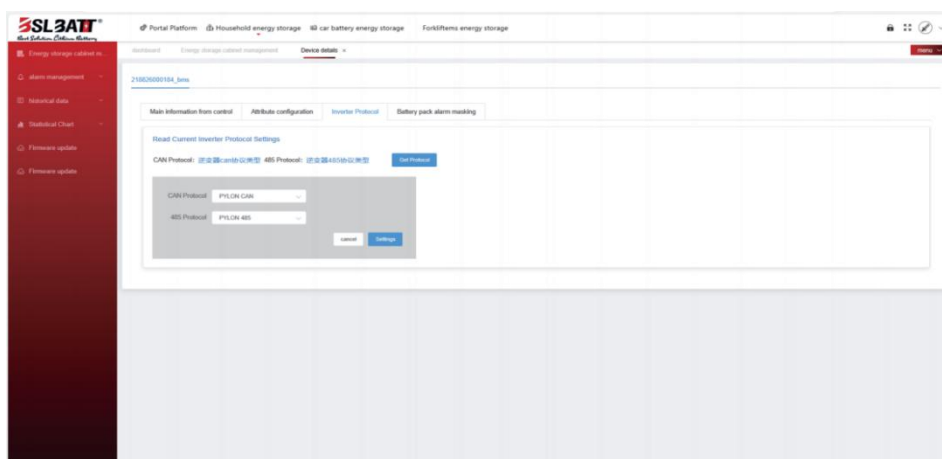 BSLBATT®
Best Solution Lithium Battery
Portal Platform Household energy storage car battery energy storage Forkliftems energy storage
dashboard Energy storage cabinet management Device details × menu
Energy storage cabinet m...
alarm management
historical data
Statistical Chart
Firmware update
Firmware update
218826000184_bms
Main information from control Attribute configuration Inverter Protocol Battery pack alarm masking
Read Current Inverter Protocol Settings
CAN Protocol: 逆变器can协议类型 485 Protocol: 逆变器485协议类型 Get Protocol
CAN Protocol PYLON CAN
485 Protocol PYLON 485
cancel Settings